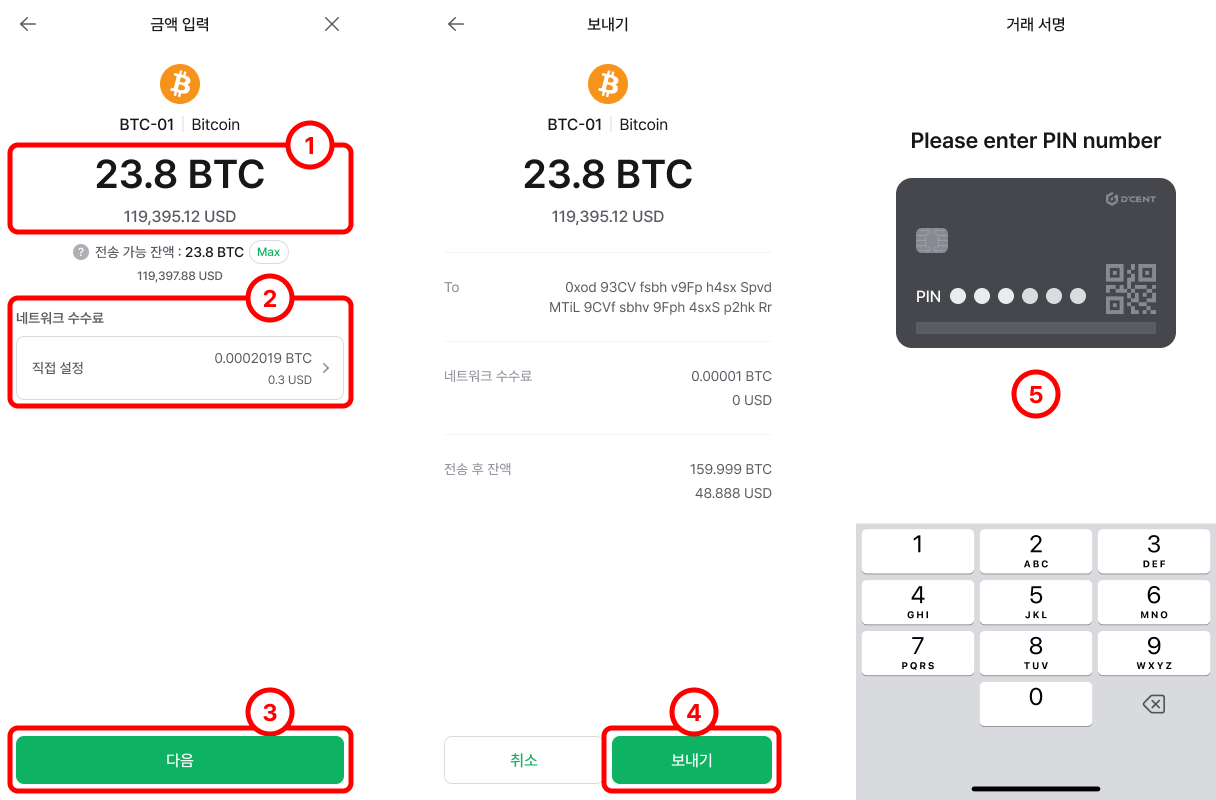 금액 입력
BTC-01 | Bitcoin
1
23.8 BTC
119,395.12 USD
? 전송 가능 잔액 : 23.8 BTC Max
119,397.88 USD
2
네트워크 수수료
직접 설정
0.0002019 BTC
0.3 USD
3
다음
보내기
BTC-01 | Bitcoin
23.8 BTC
119,395.12 USD
To
0xod 93CV fsbh v9Fp h4sx Spvd
MTiL 9CVf sbhv 9Fph 4sxS p2hk Rr
네트워크 수수료
0.00001 BTC
0 USD
전송 후 잔액
159.999 BTC
48.888 USD
4
취소
보내기
거래 서명
Please enter PIN number
D'CENT
PIN
5
1
2 ABC
3 DEF
4 GHI
5 JKL
6 MNO
7 PQRS
8 TUV
9 WXYZ
0